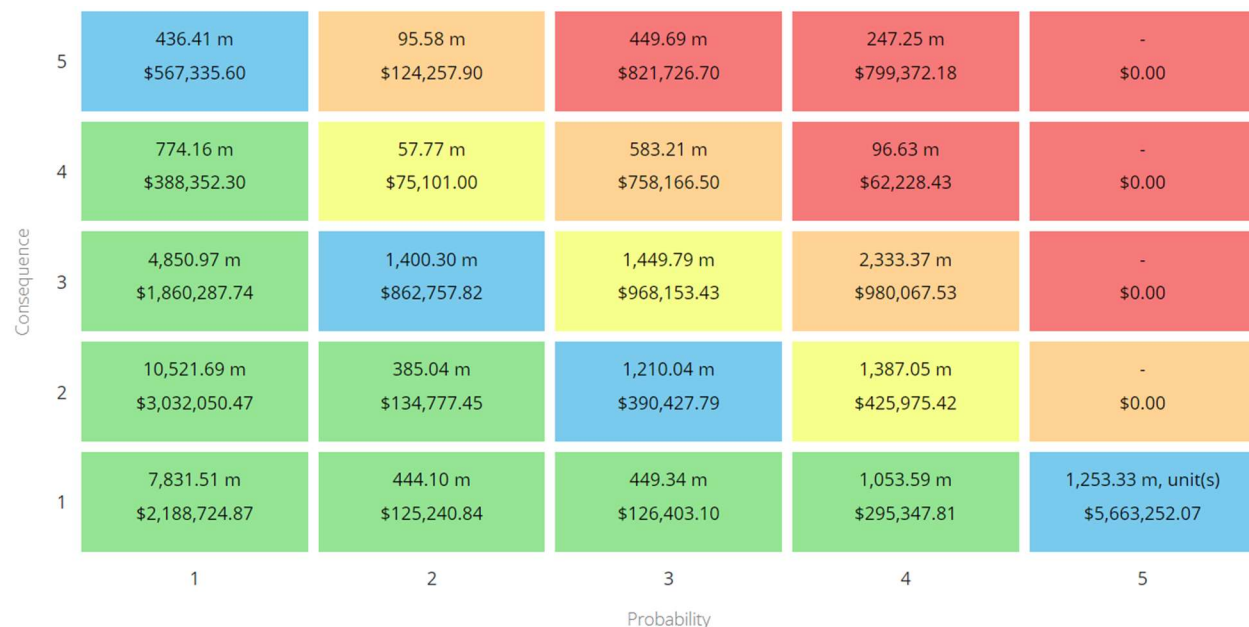 5
436.41 m
$567,335.60
95.58 m
$124,257.90
449.69 m
$821,726.70
247.25 m
$799,372.18
-
$0.00
4
774.16 m
$388,352.30
57.77 m
$75,101.00
583.21 m
$758,166.50
96.63 m
$62,228.43
-
$0.00
Consequence
3
4,850.97 m
$1,860,287.74
1,400.30 m
$862,757.82
1,449.79 m
$968,153.43
2,333.37 m
$980,067.53
-
$0.00
2
10,521.69 m
$3,032,050.47
385.04 m
$134,777.45
1,210.04 m
$390,427.79
1,387.05 m
$425,975.42
-
$0.00
1
7,831.51 m
$2,188,724.87
444.10 m
$125,240.84
449.34 m
$126,403.10
1,053.59 m
$295,347.81
1,253.33 m, unit(s)
$5,663,252.07
1 2 3 4 5
Probability